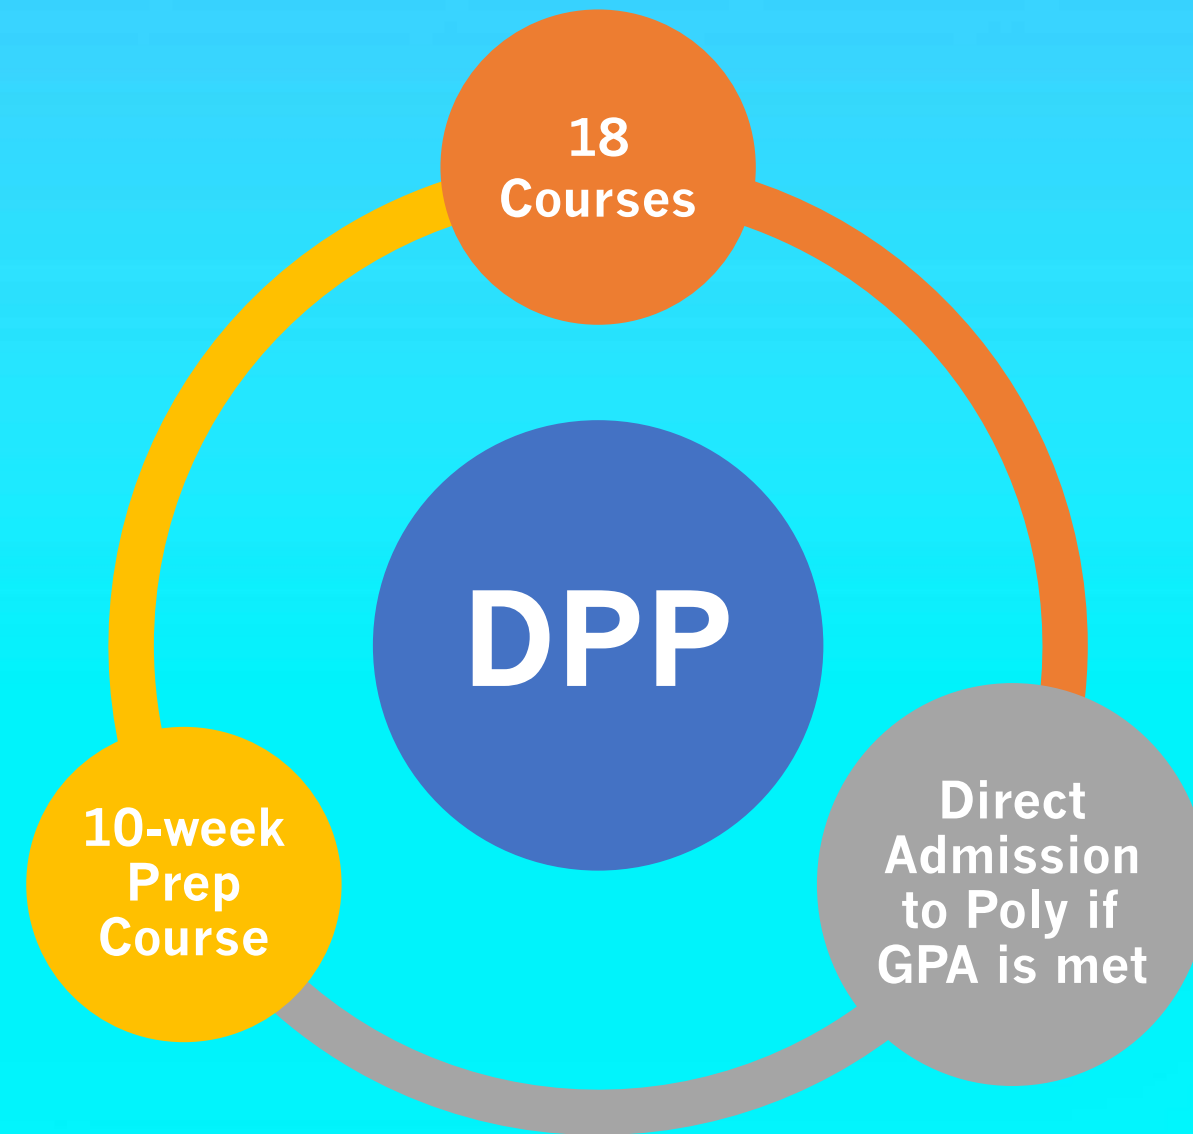 18
Courses
DPP
10-week
Prep
Course
Direct
Admission
to Poly if
GPA is met